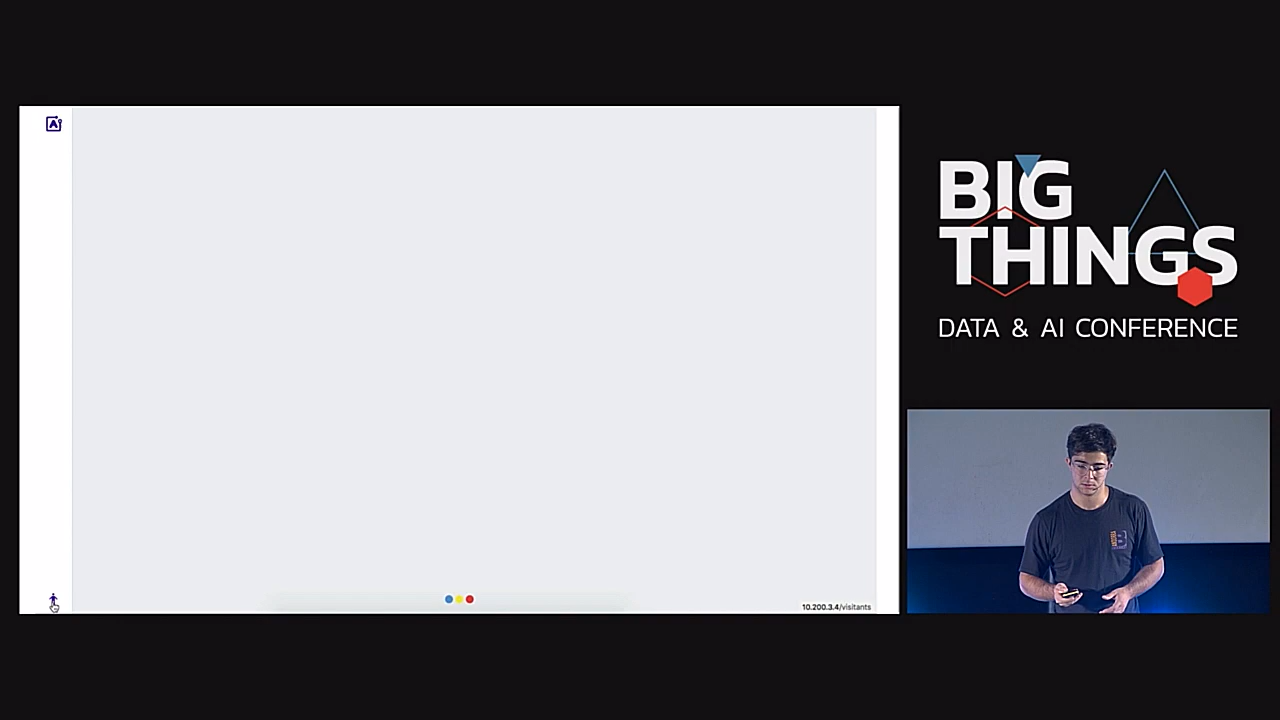 BIG
THINGS
DATA & AI CONFERENCE
10.200.3.4/visitants
B